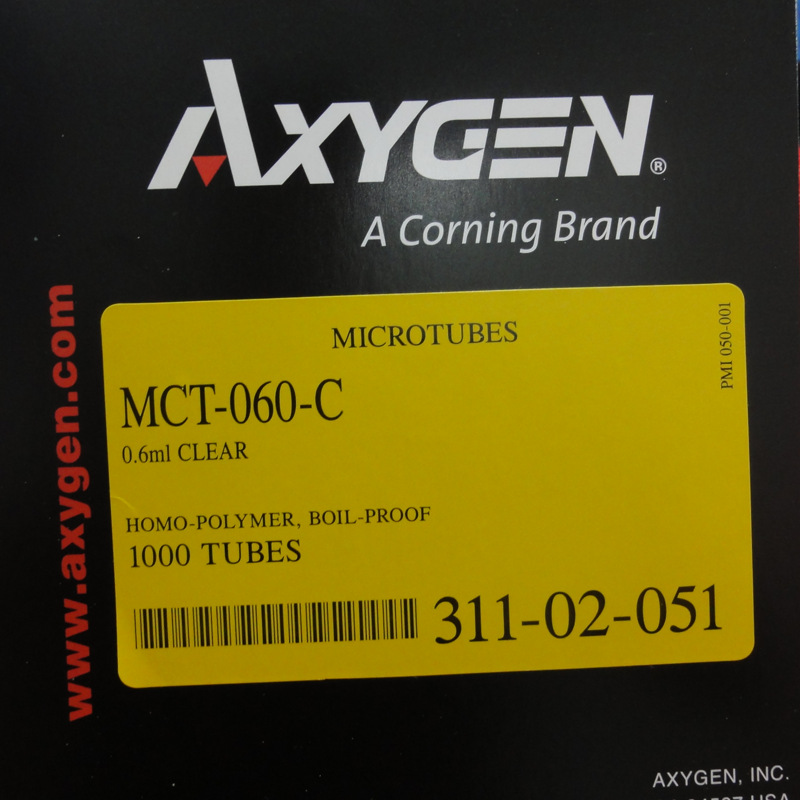 AXYGEN®
A Corning Brand
www.axygen.com
MICROTUBES
PMI 050-001
MCT-060-C
0.6ml CLEAR
HOMO-POLYMER, BOIL-PROOF
1000 TUBES
311-02-051
AXYGEN, INC.
USA